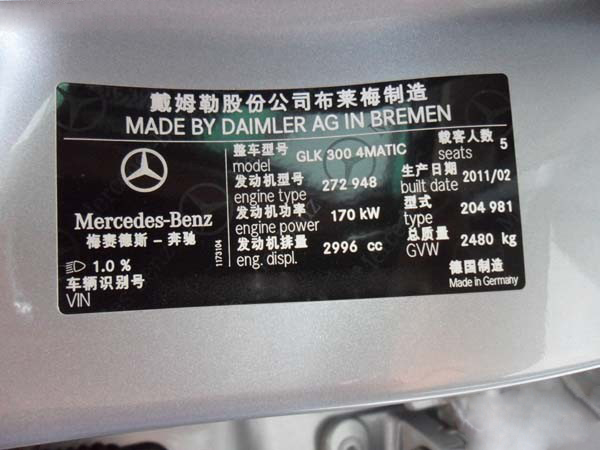 戴姆勒股份公司布莱梅制造
MADE BY DAIMLER AG IN BREMEN
整车型号 model GLK 300 4MATIC
载客人数 seats 5
发动机型号 engine type 272 948
生产日期 built date 2011/02
发动机功率 engine power 170 kW
型式 type 204 981
发动机排量 eng. displ. 2996 cc
总质量 GVW 2480 kg
Mercedes-Benz
梅赛德斯－奔驰
1173104
1.0 %
车辆识别号
VIN
德国制造
Made in Germany